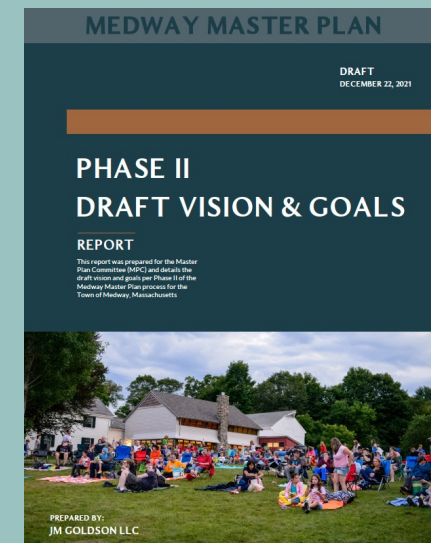 MEDWAY MASTER PLAN
DRAFT
DECEMBER 22, 2021
PHASE II
DRAFT VISION & GOALS
REPORT
This report was prepared for the Master
Plan Committee (MPC) and details the
draft vision and goals per Phase II of the
Medway Master Plan process for the
Town of Medway, Massachusetts
PREPARED BY:
JM GOLDSON LLC